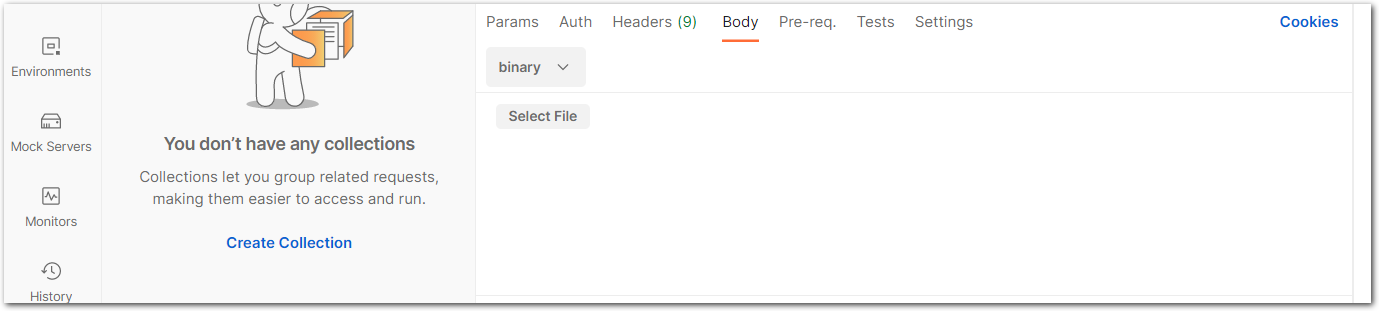 Environments
Mock Servers
Monitors
History
You don’t have any collections
Collections let you group related requests,
making them easier to access and run.
Create Collection
Params Auth Headers (9) Body Pre-req. Tests Settings Cookies
binary
Select File